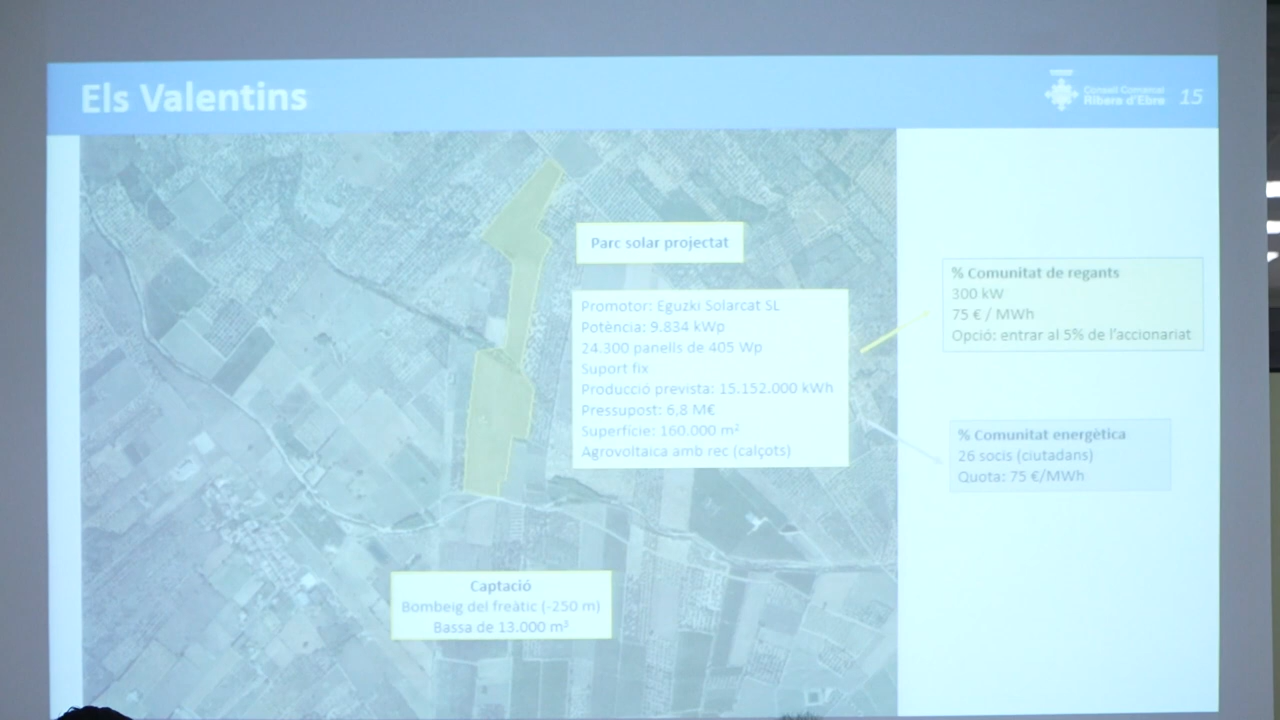 Els Valentins
Consell Comarcal
Ribera d'Ebre
15
Parc solar projectat
Promotor: Eguzki Solarcat SL
Potència: 9.834 kWp
24.300 panells de 405 Wp
Suport fix
Producció prevista: 15.152.000 kWh
Pressupost: 6,8 M€
Superfície: 160.000 m²
Agrovoltaica amb rec (calçots)
% Comunitat de regants
300 kW
75 € / MWh
Opció: entrar al 5% de l'accionariat
% Comunitat energètica
26 socis (ciutadans)
Quota: 75 €/MWh
Captació
Bombeig del freàtic (-250 m)
Bassa de 13.000 m³